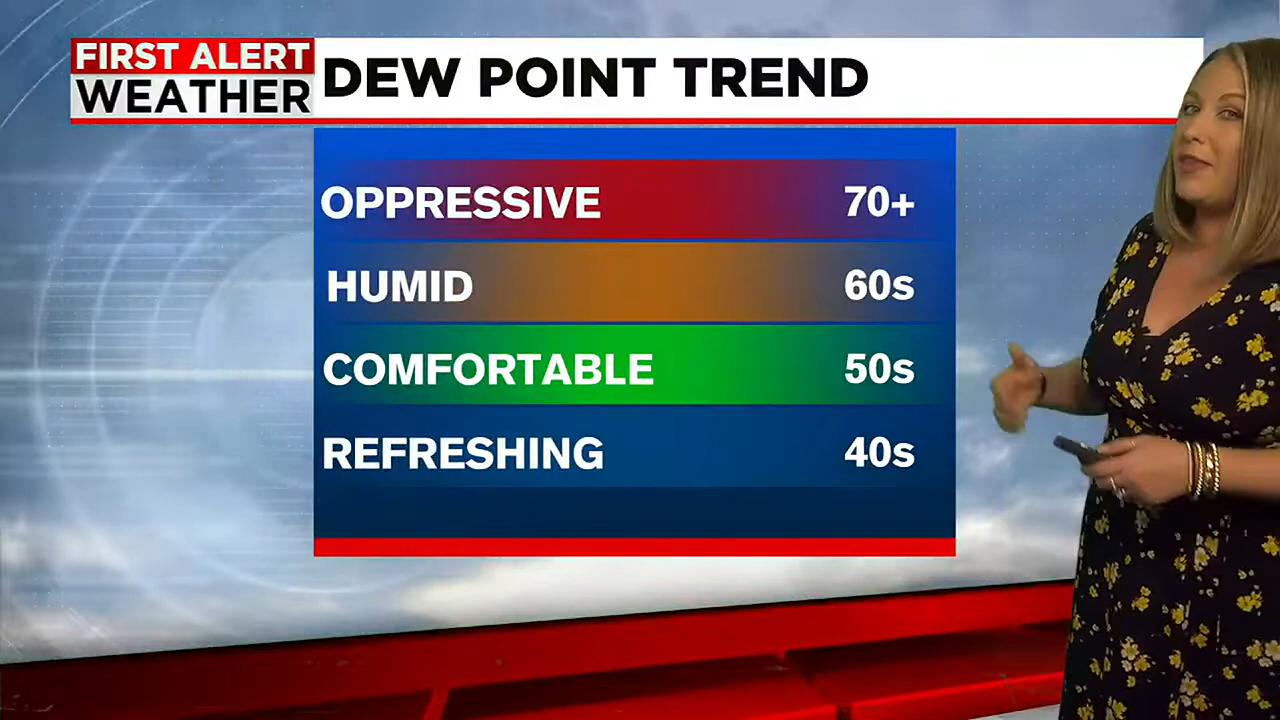 FIRST ALERT
WEATHER
DEW POINT TREND
OPPRESSIVE 70+
HUMID 60s
COMFORTABLE 50s
REFRESHING 40s